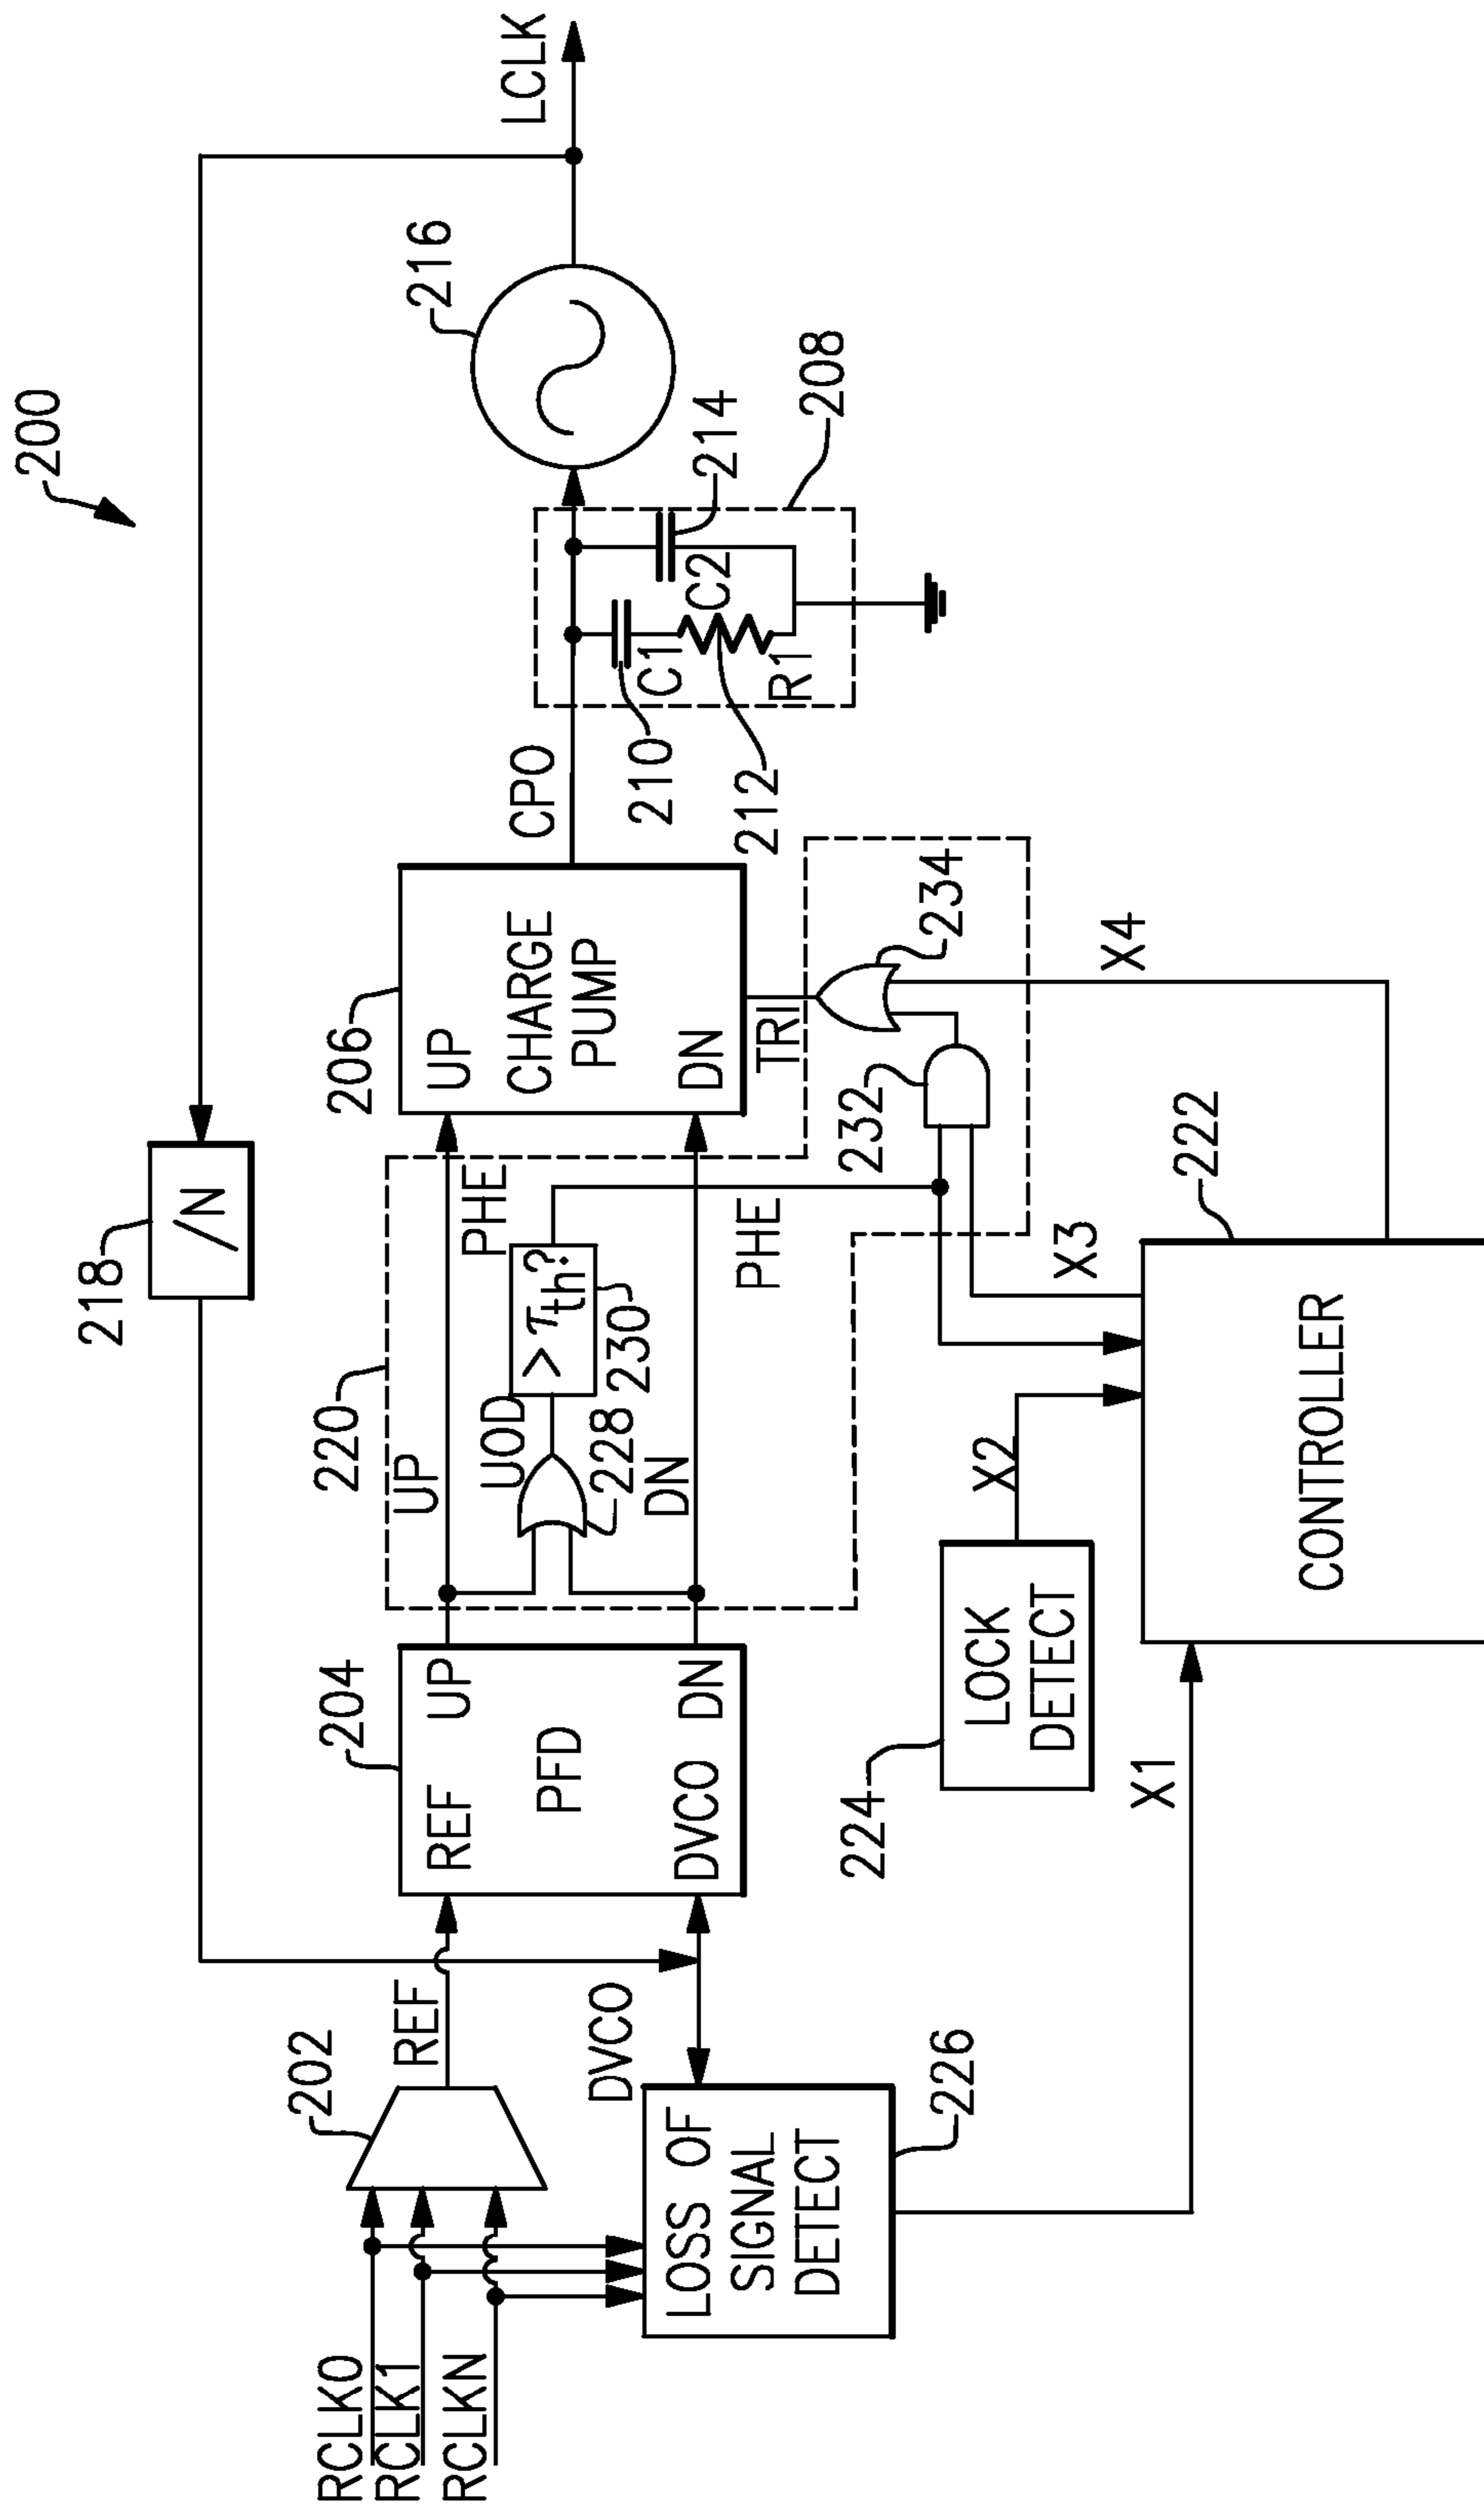 200
218
/N
LCLK
216
206
UP
CHARGE
PUMP
DN
CPO
TRI
210
C1
212
R1
C2
214
208
220
UP
PHE
UOD
> τth?
228
230
DN
PHE
232
234
204
REF
UP
PFD
DVCO
DN
202
REF
RCLK0
RCLK1
RCLKN
DVCO
LOSS OF
SIGNAL
DETECT
226
224
LOCK
DETECT
X2
X3
X4
X1
222
CONTROLLER